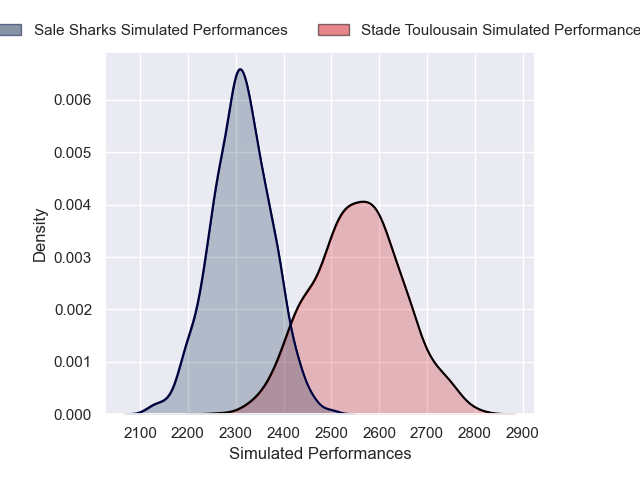 Sale Sharks Simulated Performances
Stade Toulousain Simulated Performance
0.006
0.005
0.004
0.003
0.002
0.001
0.000
Density
2100 2200 2300 2400 2500 2600 2700 2800 2900
Simulated Performances